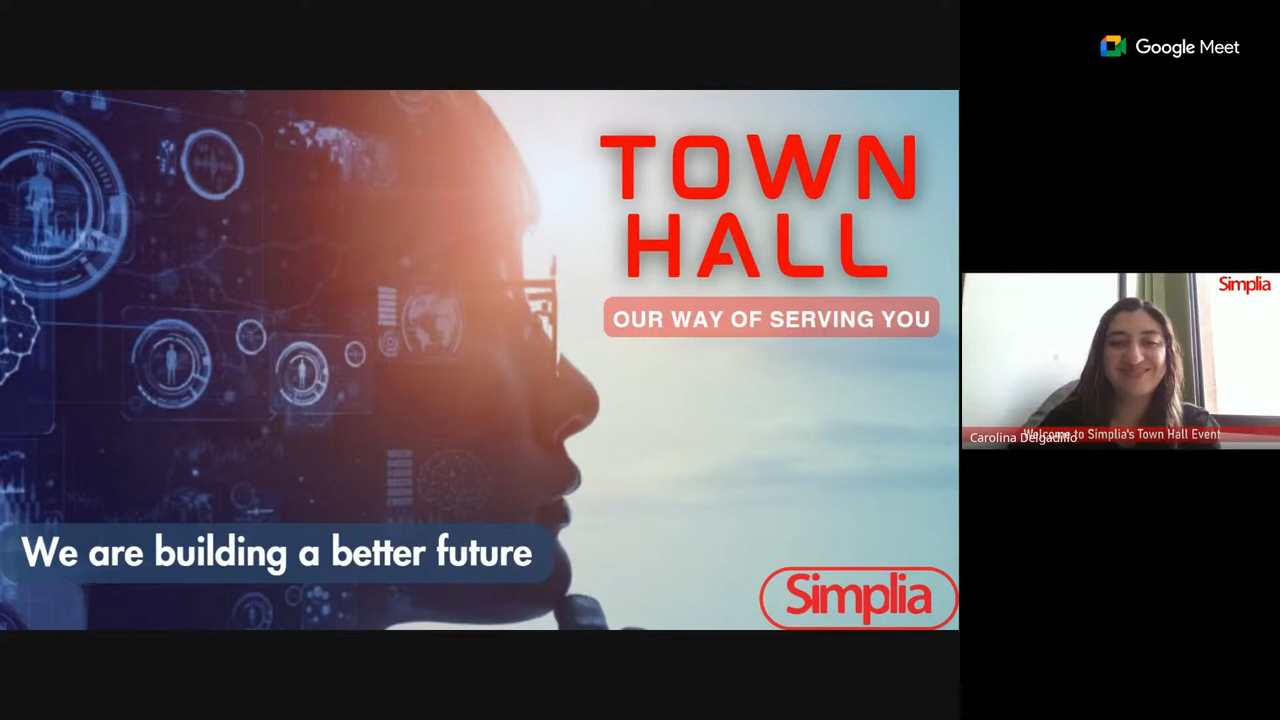 Google Meet
TOWN
HALL
OUR WAY OF SERVING YOU
We are building a better future
Simplia
Simplia
Welcome to Simplia's Town Hall Event
Carolina Delgadillo